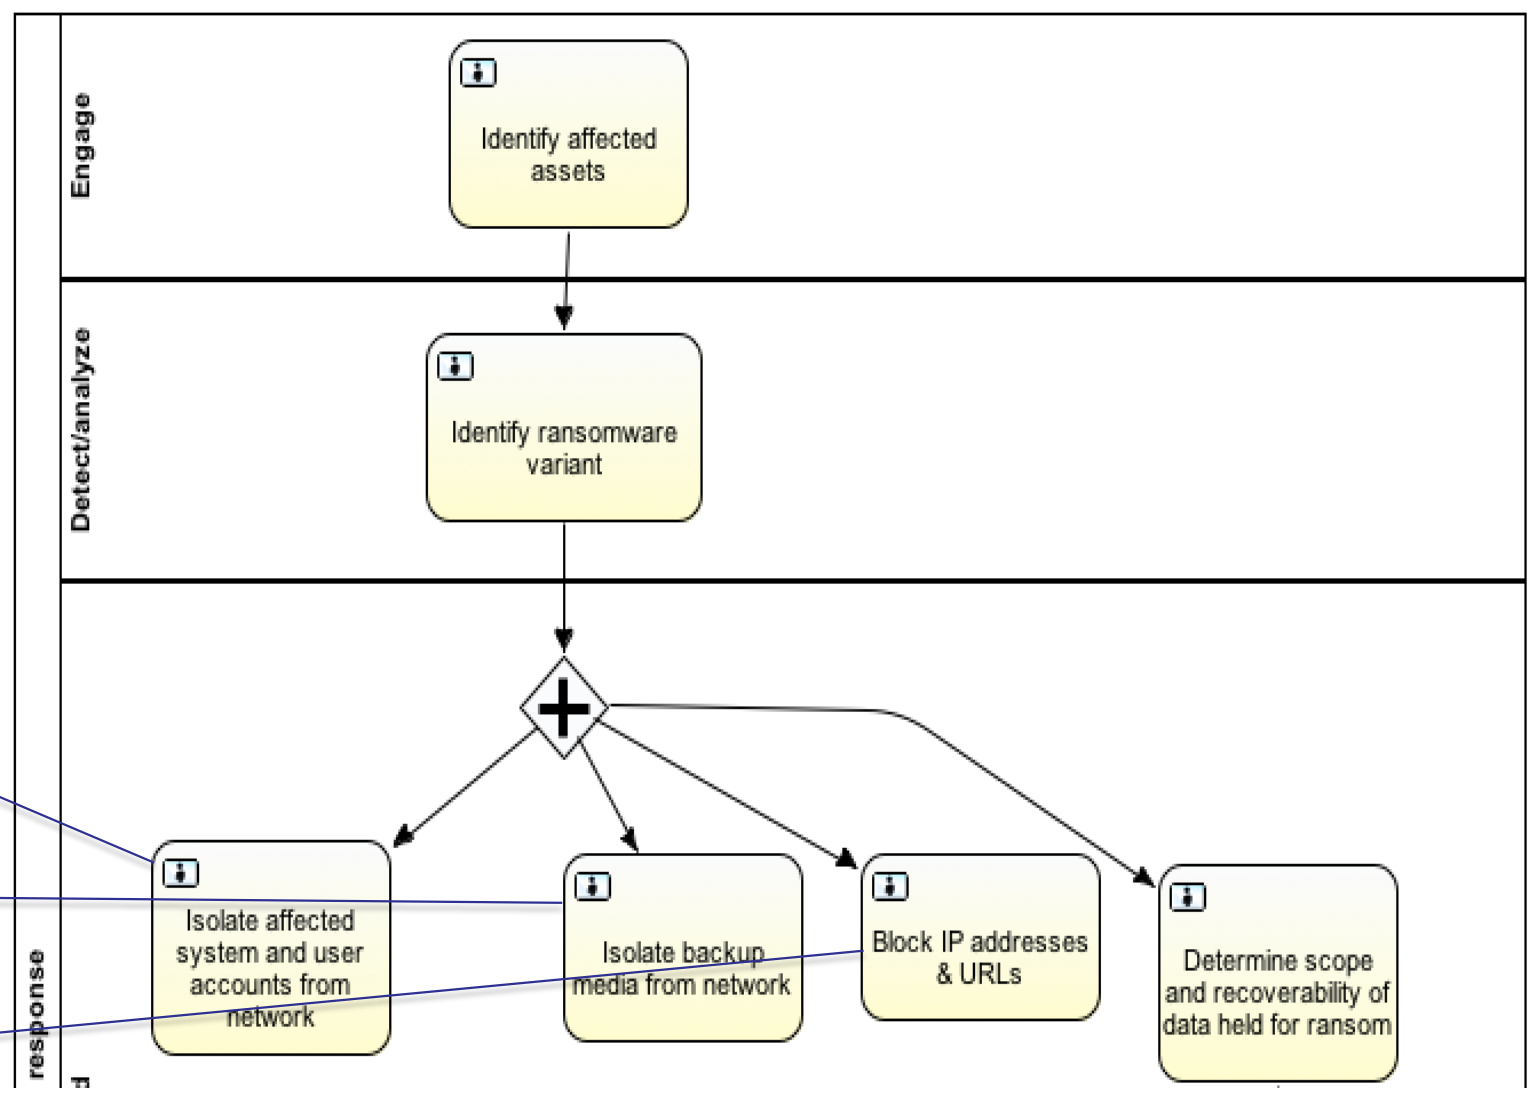 Engage
Identify affected
assets
Detect/analyze
Identify ransomware
variant
response
Isolate affected
system and user
accounts from
network
Isolate backup
media from network
Block IP addresses
& URLs
Determine scope
and recoverability of
data held for ransom